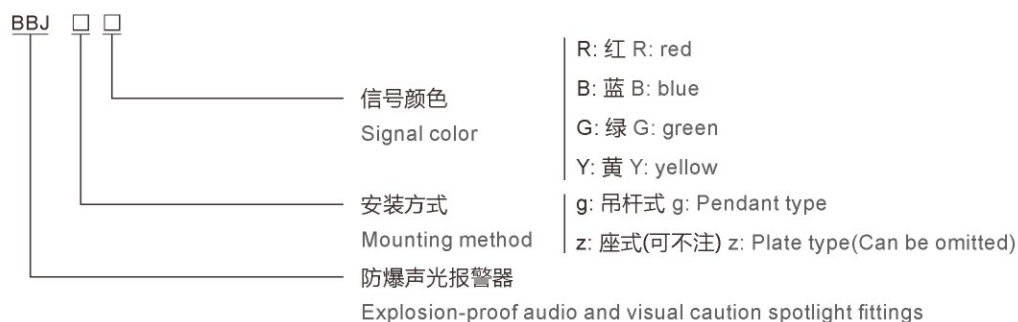 BBJ □ □
R: 红 R: red
B: 蓝 B: blue
信号颜色
Signal color
G: 绿 G: green
Y: 黄 Y: yellow
安装方式
Mounting method
g: 吊杆式 g: Pendant type
z: 座式(可不注) z: Plate type(Can be omitted)
防爆声光报警器
Explosion-proof audio and visual caution spotlight fittings